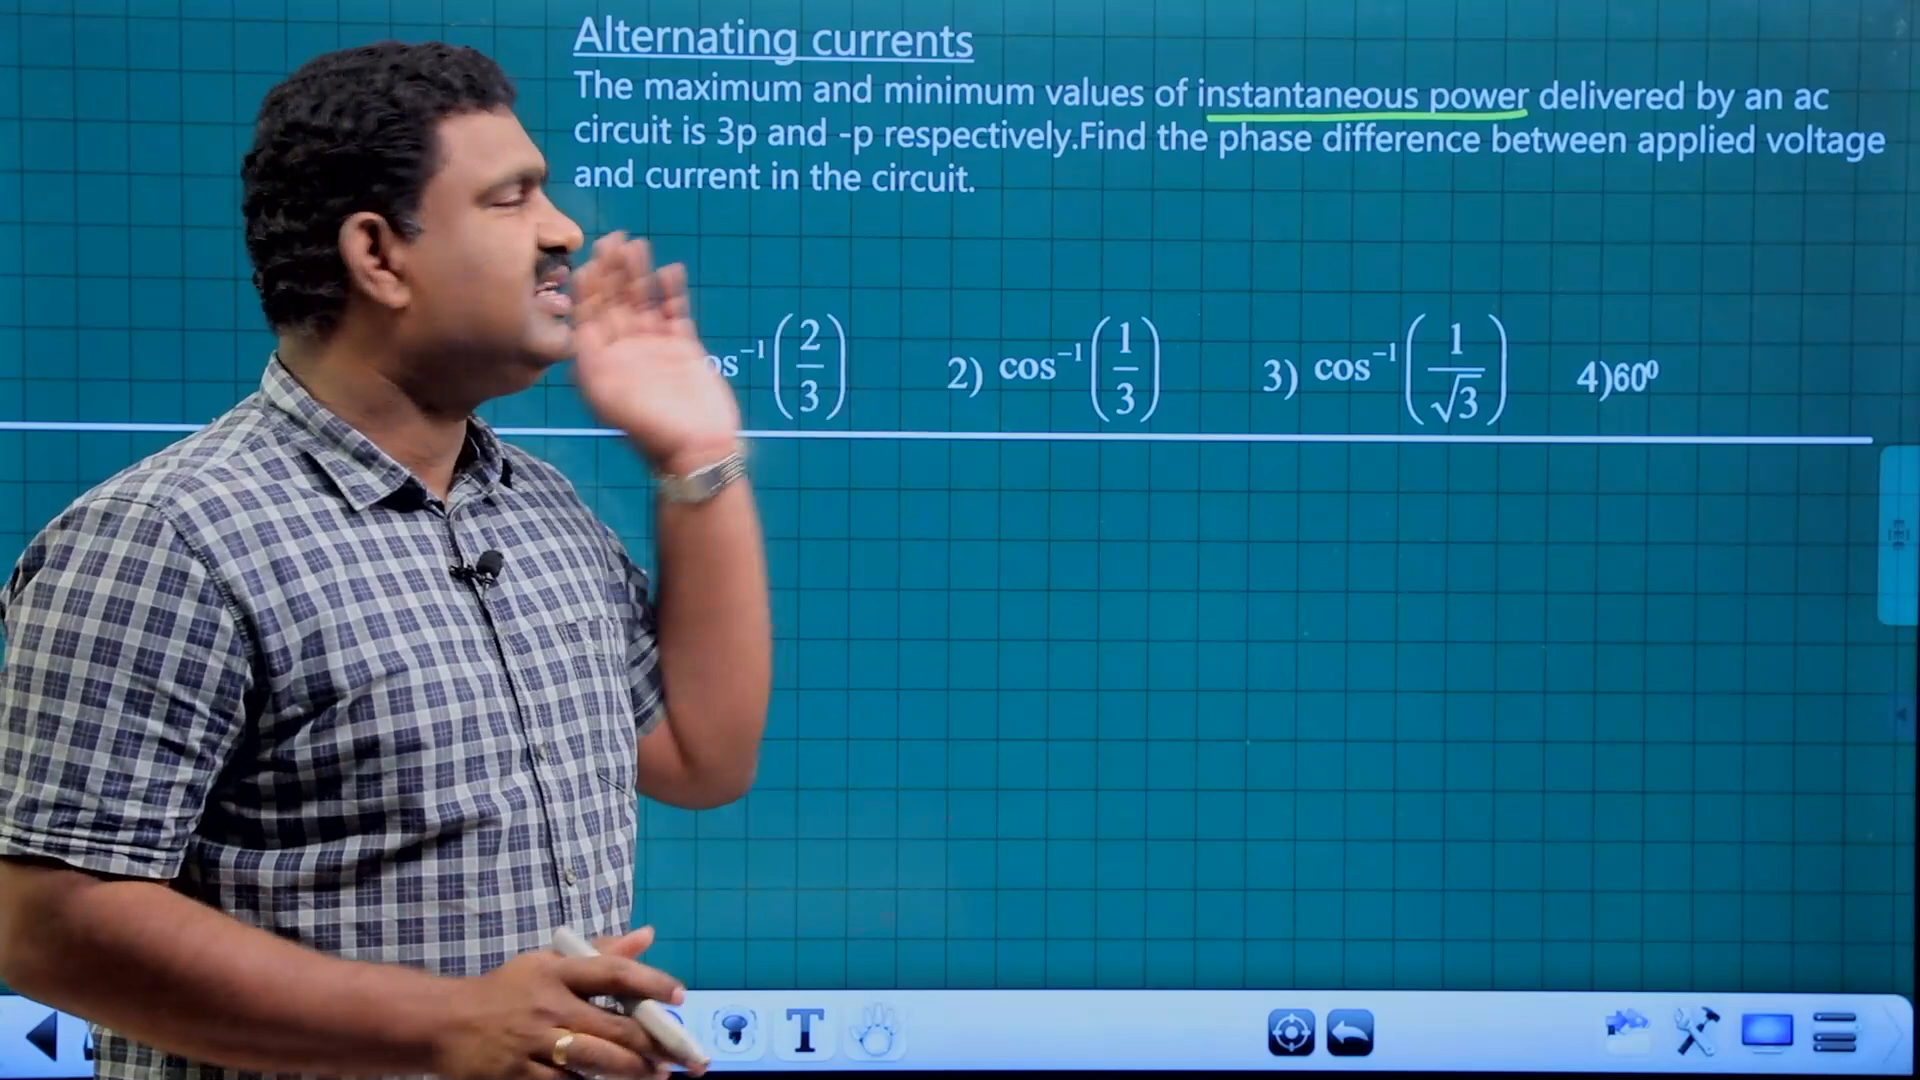 Alternating currents
The maximum and minimum values of instantaneous power delivered by an ac
circuit is 3p and -p respectively.Find the phase difference between applied voltage
and current in the circuit.
os⁻¹(2/3) 2) cos⁻¹(1/3) 3) cos⁻¹(1/√3) 4)60⁰
T